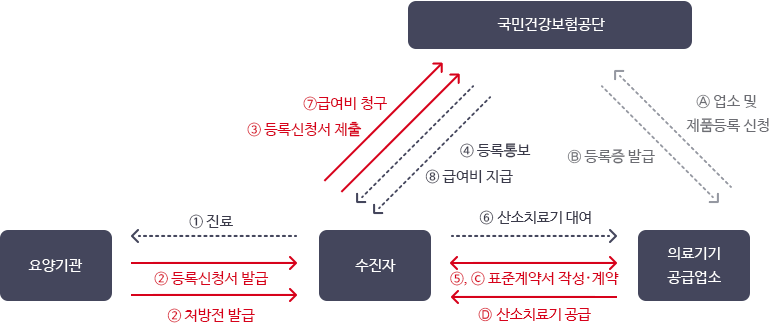 국민건강보험공단
⑦급여비 청구
③ 등록신청서 제출
④ 등록통보
⑧ 급여비 지급
Ⓐ 업소 및
제품등록 신청
Ⓑ 등록증 발급
① 진료
⑥ 산소치료기 대여
요양기관
수진자
의료기기
공급업소
② 등록신청서 발급
⑤, Ⓒ 표준계약서 작성·계약
② 처방전 발급
Ⓓ 산소치료기 공급